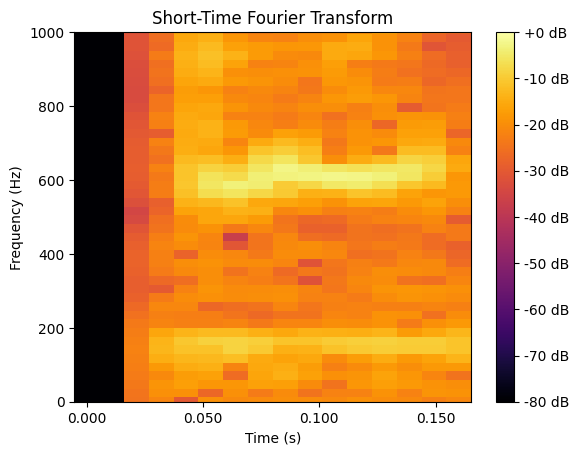 Short-Time Fourier Transform
Frequency (Hz)
1000
800
600
400
200
0
0.000
0.050
0.100
0.150
Time (s)
+0 dB
-10 dB
-20 dB
-30 dB
-40 dB
-50 dB
-60 dB
-70 dB
-80 dB